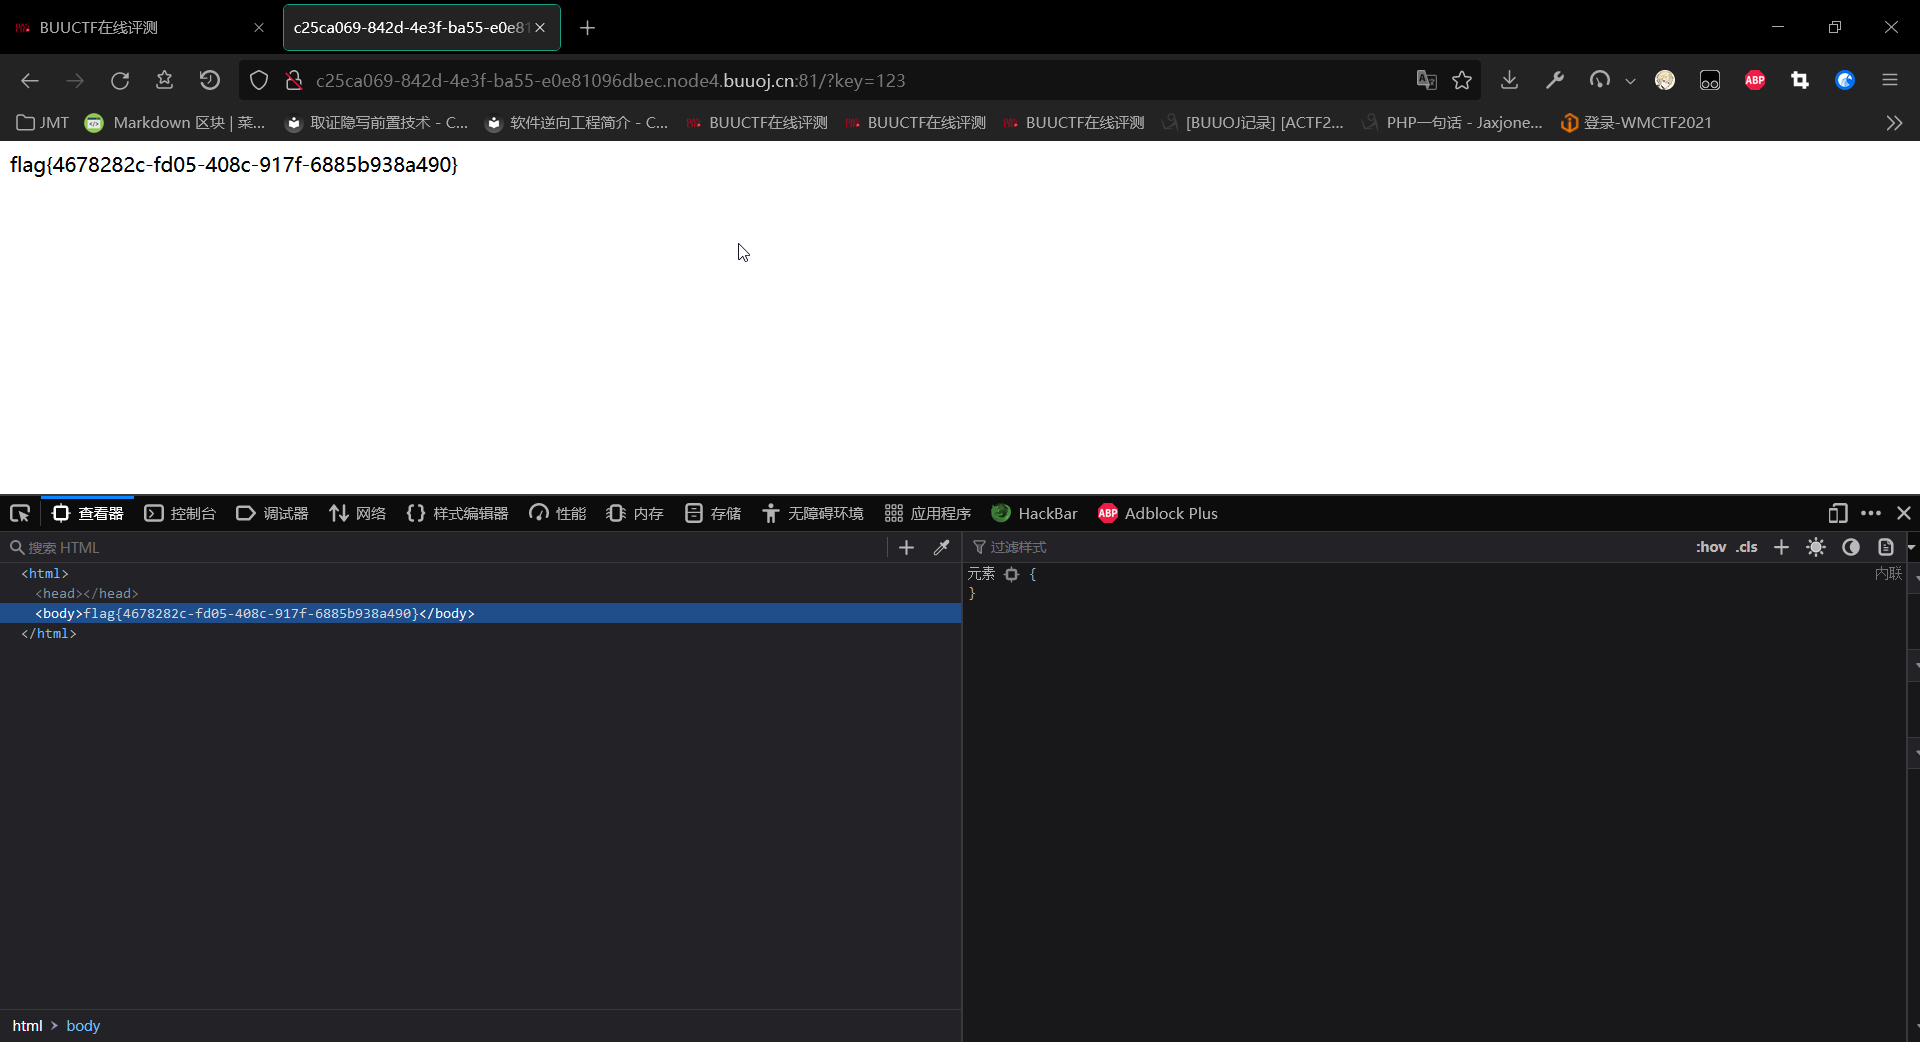 BUUCTF在线评测
c25ca069-842d-4e3f-ba55-e0e81
c25ca069-842d-4e3f-ba55-e0e81096dbec.node4.buuoj.cn:81/?key=123
ABP
JMT
Markdown 区块 | 菜...
取证隐写前置技术 - C...
软件逆向工程简介 - C...
BUUCTF在线评测
BUUCTF在线评测
BUUCTF在线评测
[BUUOJ记录] [ACTF2...
PHP一句话 - Jaxjone...
登录-WMCTF2021
flag{4678282c-fd05-408c-917f-6885b938a490}
查看器
控制台
调试器
网络
样式编辑器
性能
内存
存储
无障碍环境
应用程序
HackBar
ABP Adblock Plus
搜索 HTML
过滤样式
:hov .cls
<html>
<head></head>
<body>flag{4678282c-fd05-408c-917f-6885b938a490}</body>
</html>
元素 {
内联
}
html
body